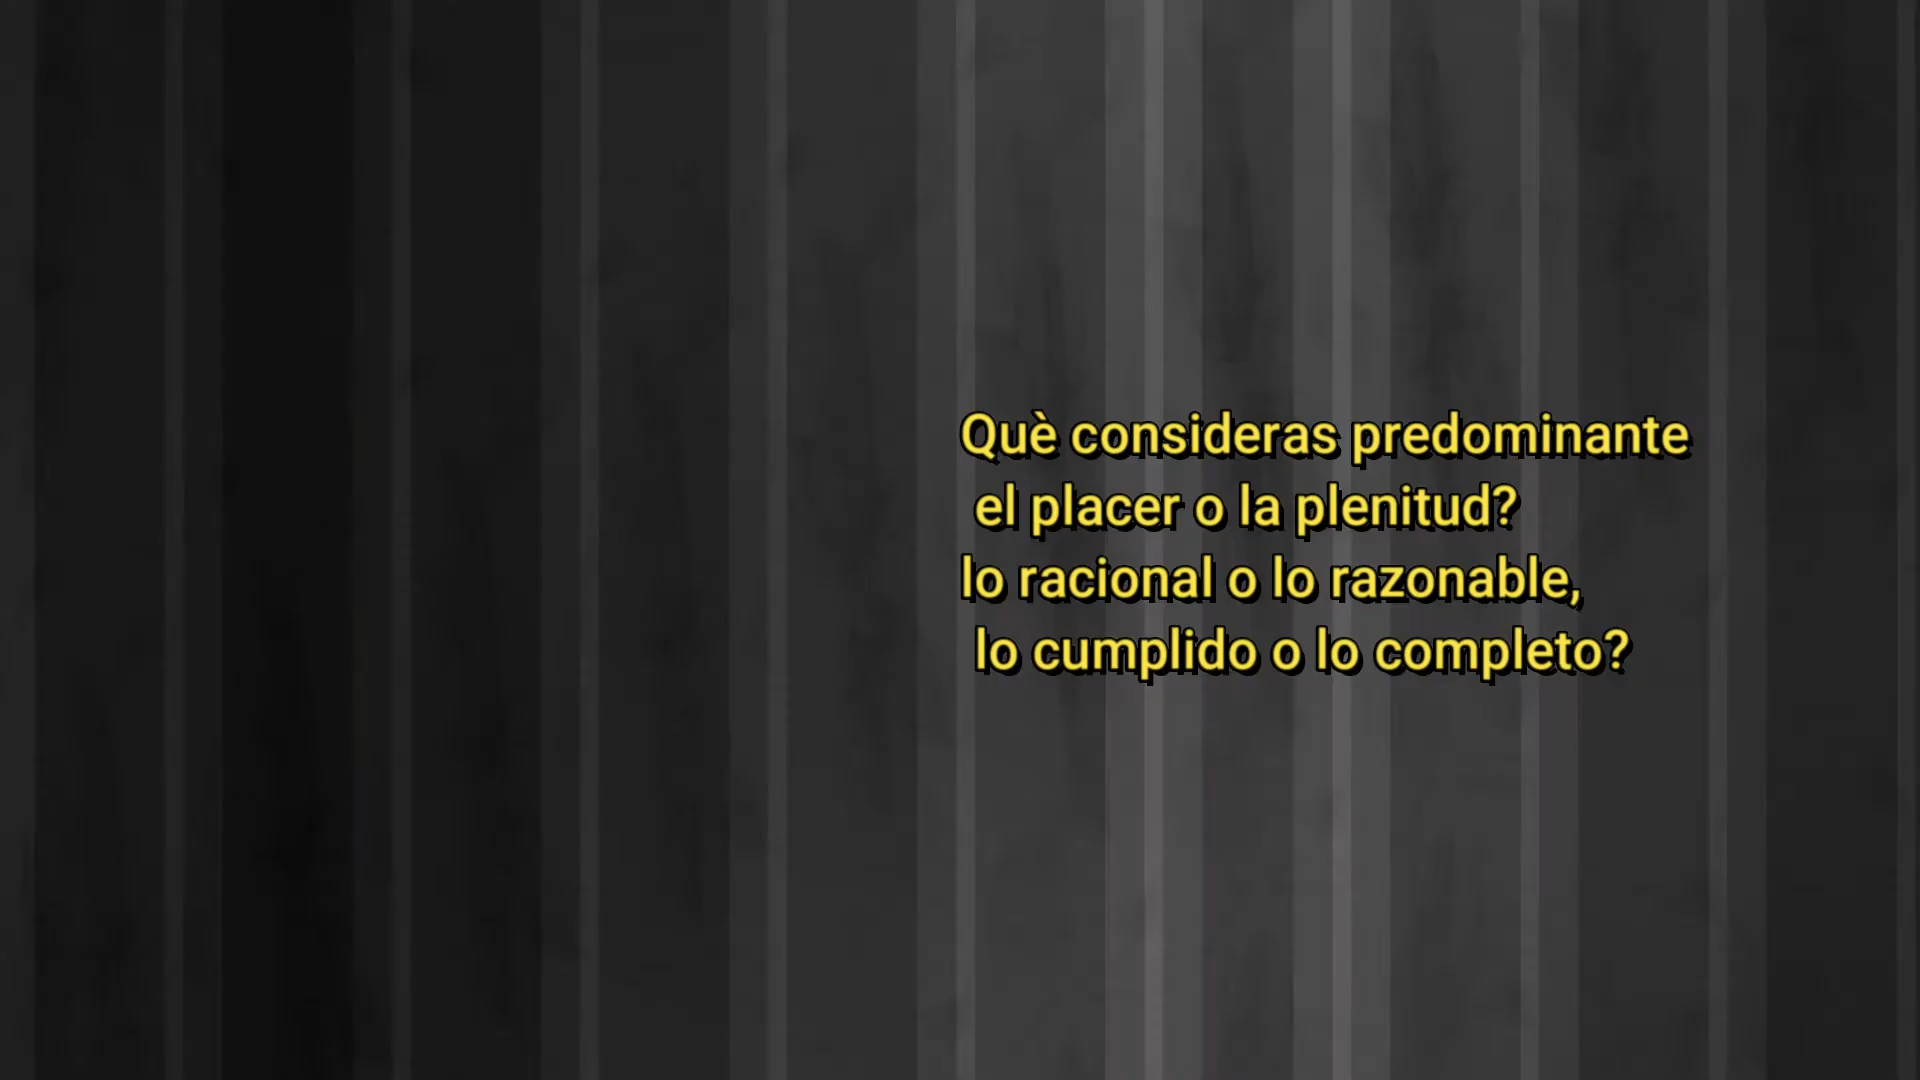 Què consideras predominante
el placer o la plenitud?
lo racional o lo razonable,
lo cumplido o lo completo?